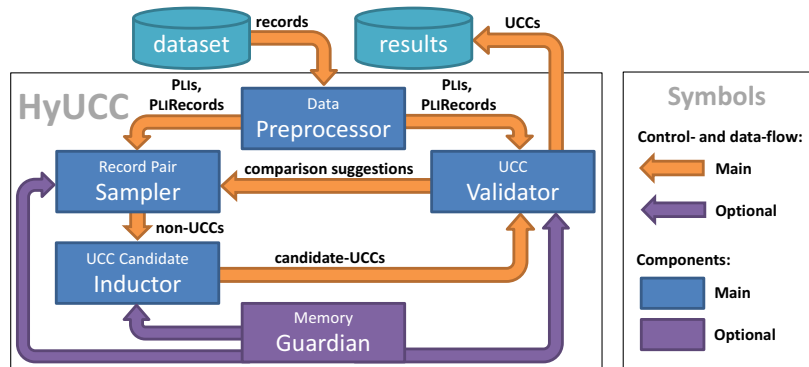 records
UCCs
dataset
results
HyUCC
PLIs,
PLIRecords
Data
Preprocessor
PLIs,
PLIRecords
Record Pair
Sampler
comparison suggestions
UCC
Validator
non-UCCs
UCC Candidate
Inductor
candidate-UCCs
Memory
Guardian
Symbols
Control- and data-flow:
Main
Optional
Components:
Main
Optional